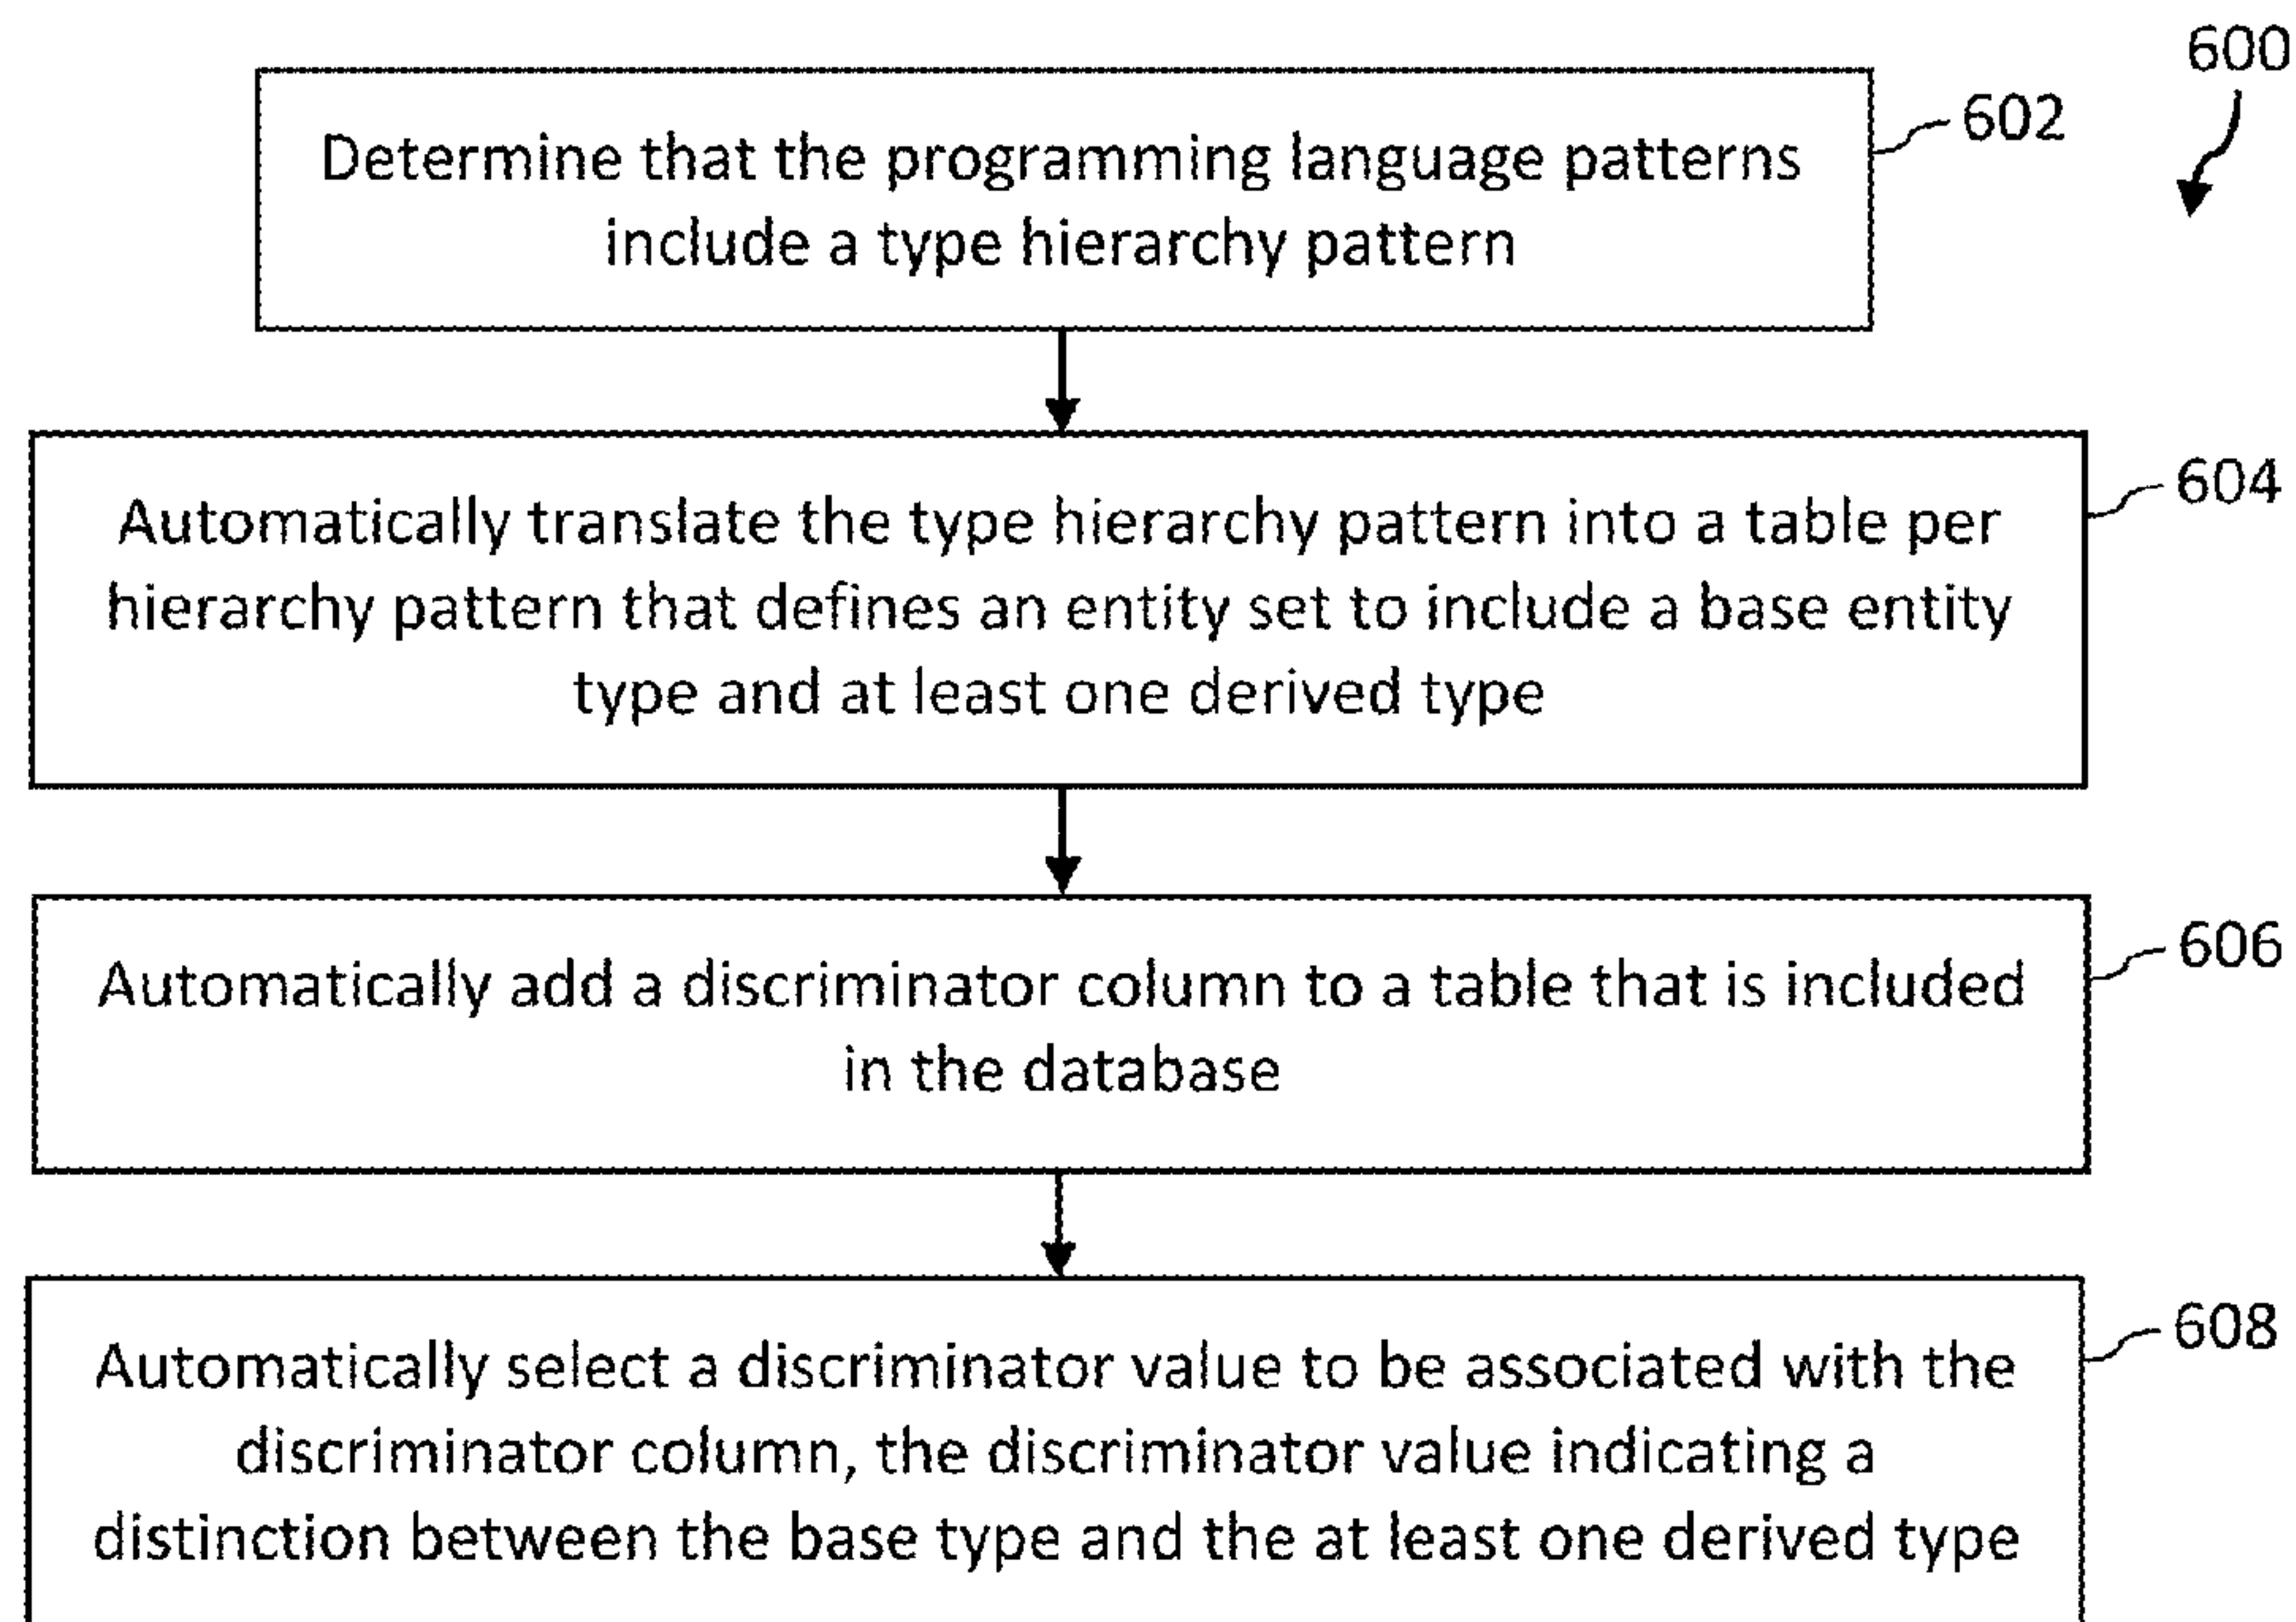 600
Determine that the programming language patterns
include a type hierarchy pattern
602
Automatically translate the type hierarchy pattern into a table per
hierarchy pattern that defines an entity set to include a base entity
type and at least one derived type
604
Automatically add a discriminator column to a table that is included
in the database
606
Automatically select a discriminator value to be associated with the
discriminator column, the discriminator value indicating a
distinction between the base type and the at least one derived type
608